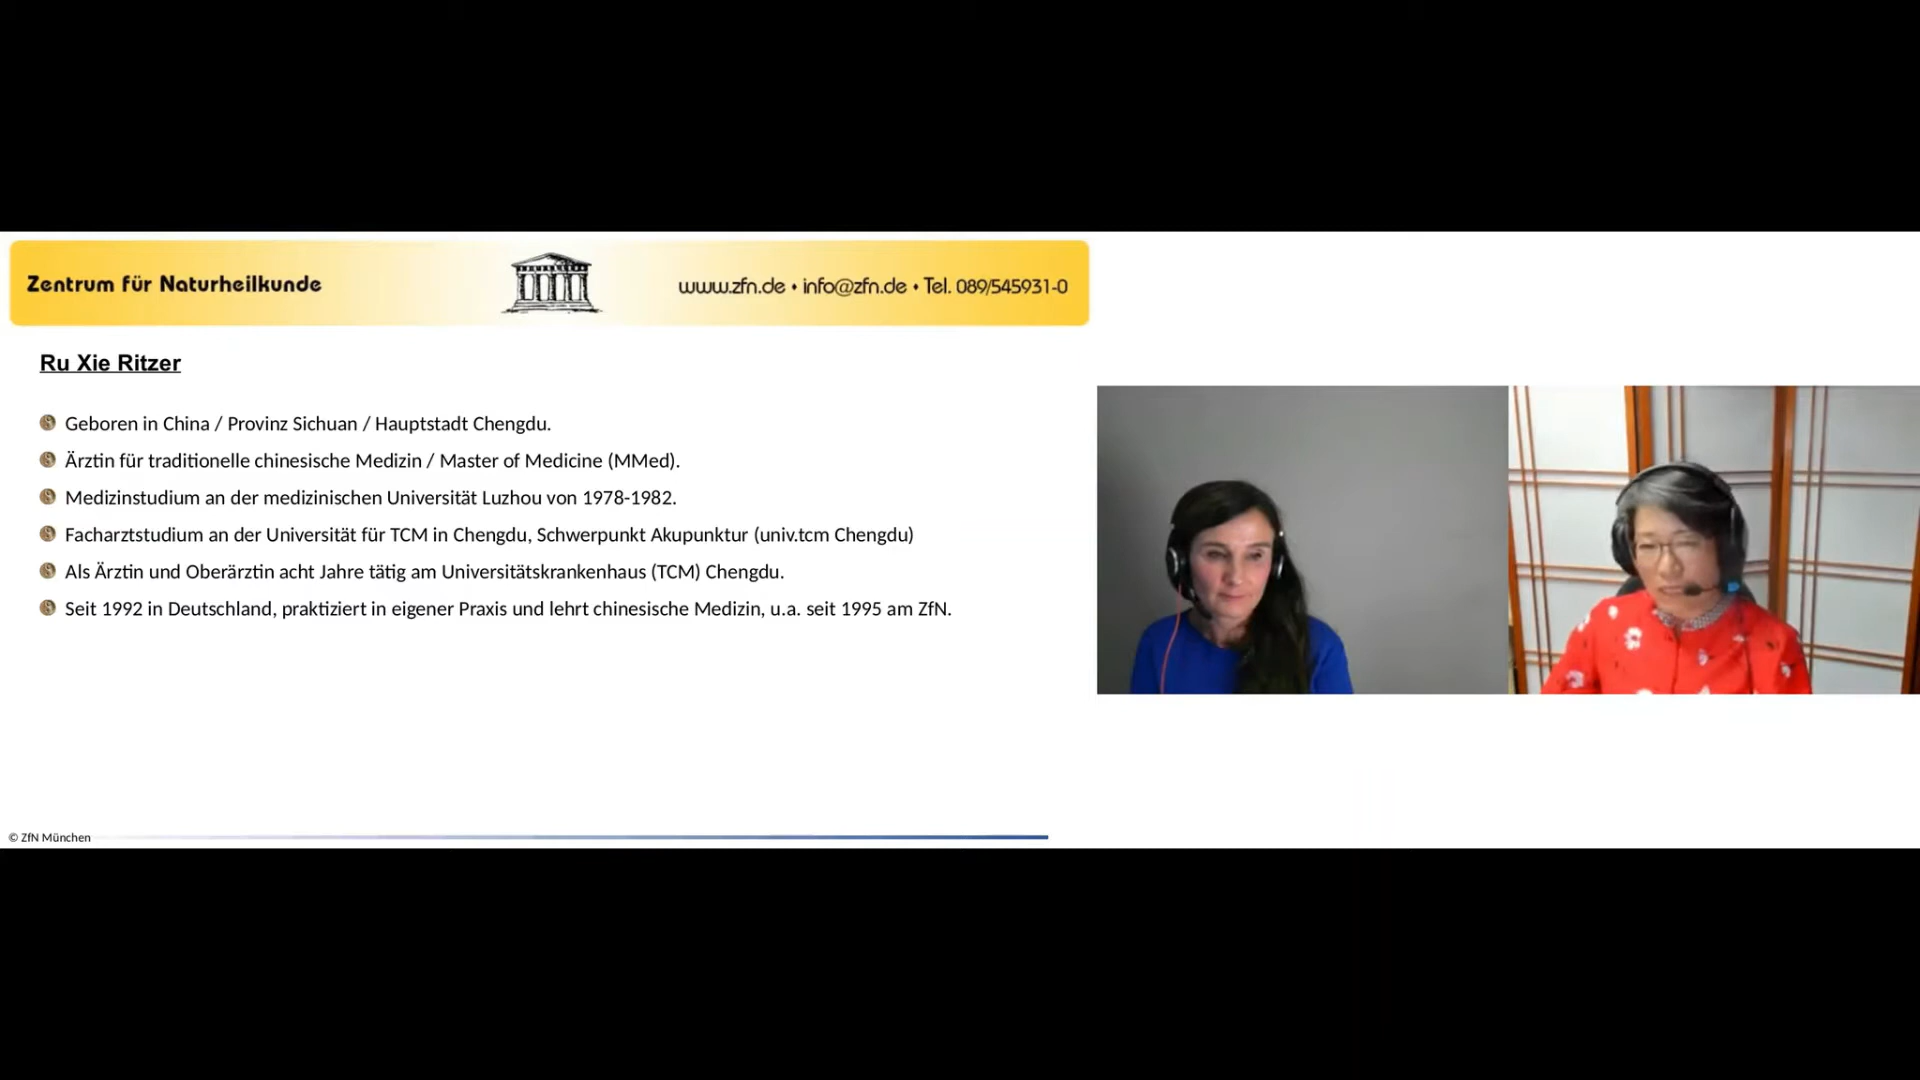 Zentrum für Naturheilkunde
www.zfn.de • info@zfn.de • Tel. 089/545931-0
Ru Xie Ritzer
Geboren in China / Provinz Sichuan / Hauptstadt Chengdu.
Ärztin für traditionelle chinesische Medizin / Master of Medicine (MMed).
Medizinstudium an der medizinischen Universität Luzhou von 1978-1982.
Facharztstudium an der Universität für TCM in Chengdu, Schwerpunkt Akupunktur (univ.tcm Chengdu)
Als Ärztin und Oberärztin acht Jahre tätig am Universitätskrankenhaus (TCM) Chengdu.
Seit 1992 in Deutschland, praktiziert in eigener Praxis und lehrt chinesische Medizin, u.a. seit 1995 am ZfN.
© ZfN München